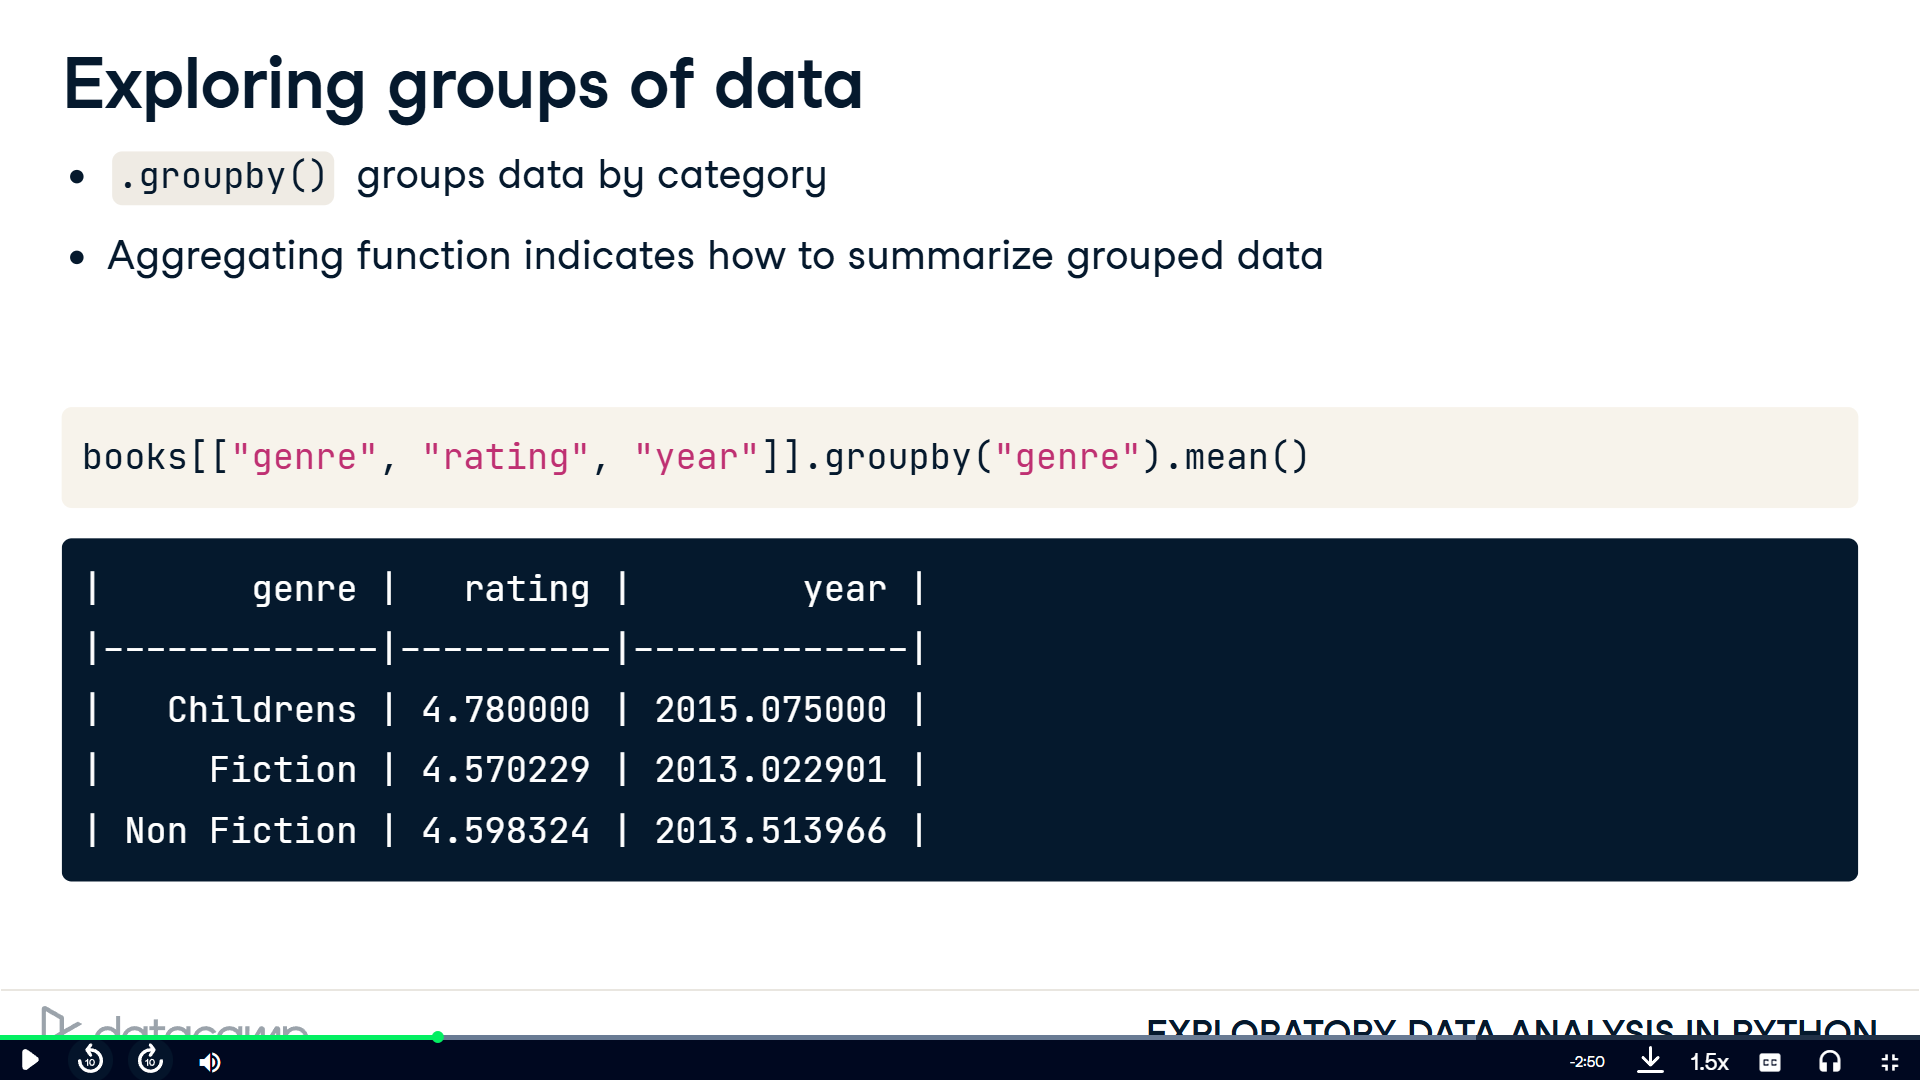 Exploring groups of data
.groupby() groups data by category
Aggregating function indicates how to summarize grouped data
books[["genre", "rating", "year"]].groupby("genre").mean()
| genre | rating | year |
|-------------|----------|-------------|
| Childrens | 4.780000 | 2015.075000 |
| Fiction | 4.570229 | 2013.022901 |
| Non Fiction | 4.598324 | 2013.513966 |
datacamp
EXPLORATORY DATA ANALYSIS IN PYTHON
10
10
-2:50
1.5x
CC